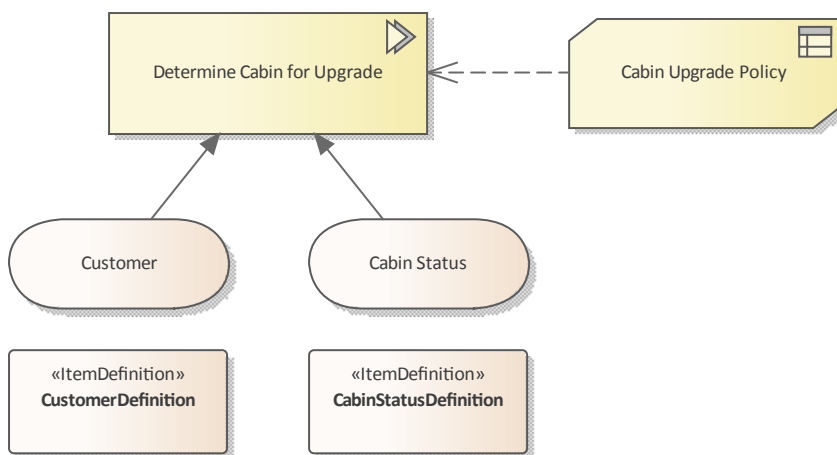 Determine Cabin for Upgrade
Cabin Upgrade Policy
Customer
Cabin Status
«ItemDefinition»
CustomerDefinition
«ItemDefinition»
CabinStatusDefinition